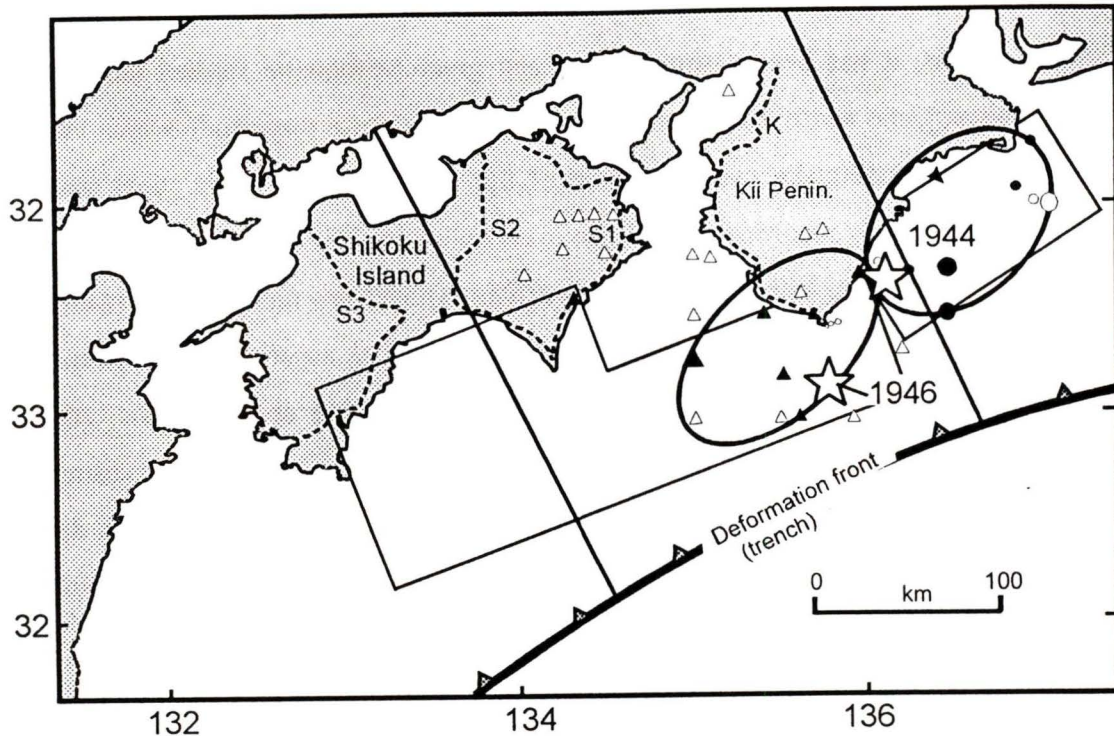 K
32
Kii Penin.
1944
S2
S1
Shikoku
Island
S3
33
1946
Deformation front
(trench)
0
100
km
32
132
134
136